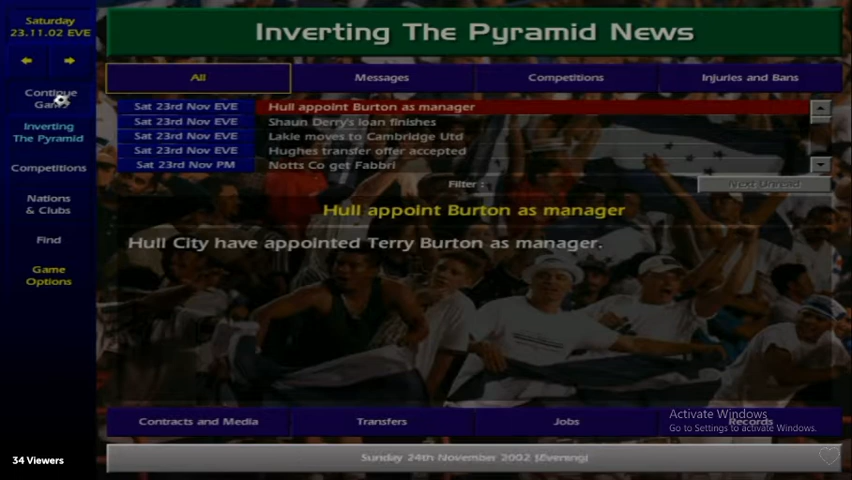 Saturday
23.11.02 EVE
Inverting The Pyramid News
All
Messages
Competitions
Injuries and Bans
Continue
Game
Inverting
The Pyramid
Competitions
Nations
& Clubs
Find
Game
Options
Sat 23rd Nov EVE Hull appoint Burton as manager
Sat 23rd Nov EVE Shaun Derry's loan finishes
Sat 23rd Nov EVE Lakie moves to Cambridge Utd
Sat 23rd Nov EVE Hughes transfer offer accepted
Sat 23rd Nov PM Notts Co get Fabbri
Filter :
Next Unread
Hull appoint Burton as manager
Hull City have appointed Terry Burton as manager.
Activate Windows
Go to Settings to activate Windows.
Contracts and Media
Transfers
Jobs
Records
Sunday 24th November 2002 (Evening)
34 Viewers